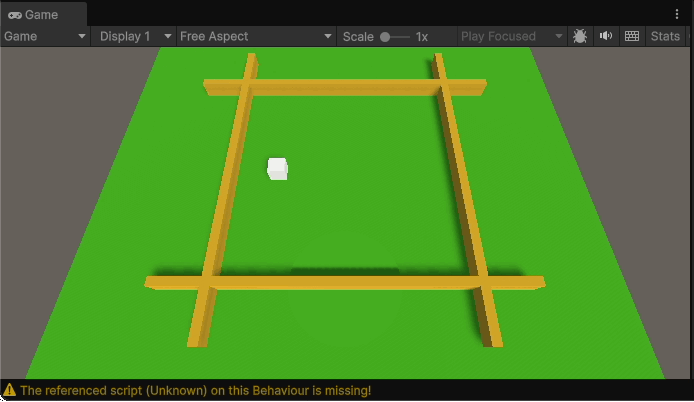 Game
Game Display 1 Free Aspect Scale 1x Play Focused Stats
The referenced script (Unknown) on this Behaviour is missing!